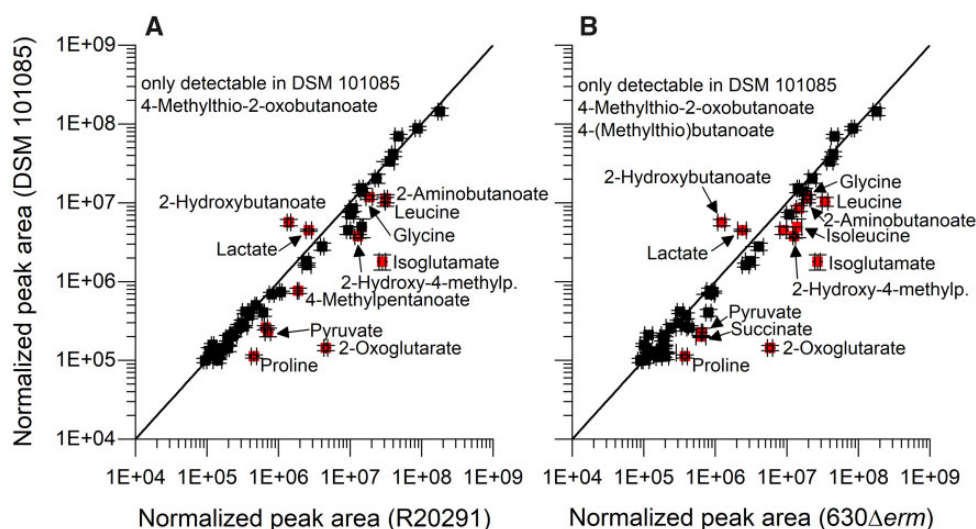 A
Normalized peak area (DSM 101085)
1E+09
1E+08
1E+07
1E+06
1E+05
1E+04
only detectable in DSM 101085
4-Methylthio-2-oxobutanoate
2-Hydroxybutanoate
2-Aminobutanoate
Leucine
Lactate
Glycine
Isoglutamate
2-Hydroxy-4-methylp.
4-Methylpentanoate
Pyruvate
2-Oxoglutarate
Proline
1E+04 1E+05 1E+06 1E+07 1E+08 1E+09
Normalized peak area (R20291)
B
only detectable in DSM 101085
4-Methylthio-2-oxobutanoate
4-(Methylthio)butanoate
2-Hydroxybutanoate
Glycine
Leucine
2-Aminobutanoate
Lactate
Isoleucine
Isoglutamate
2-Hydroxy-4-methylp.
Pyruvate
Succinate
2-Oxoglutarate
Proline
1E+04 1E+05 1E+06 1E+07 1E+08 1E+09
Normalized peak area (630Δerm)